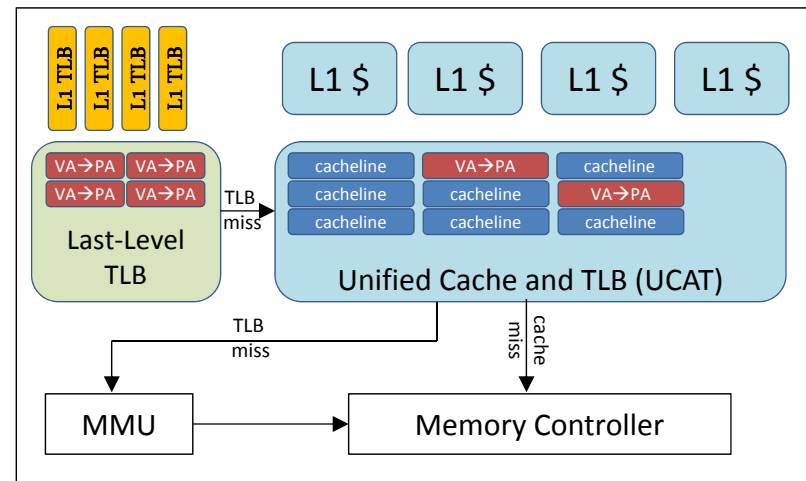 L1 TLB
L1 TLB
L1 TLB
L1 TLB
L1 $
L1 $
L1 $
L1 $
VA→PA VA→PA
VA→PA VA→PA
Last-Level
TLB
TLB
miss
cacheline VA→PA cacheline
cacheline cacheline VA→PA
cacheline cacheline cacheline
Unified Cache and TLB (UCAT)
TLB
miss
cache
miss
MMU
Memory Controller